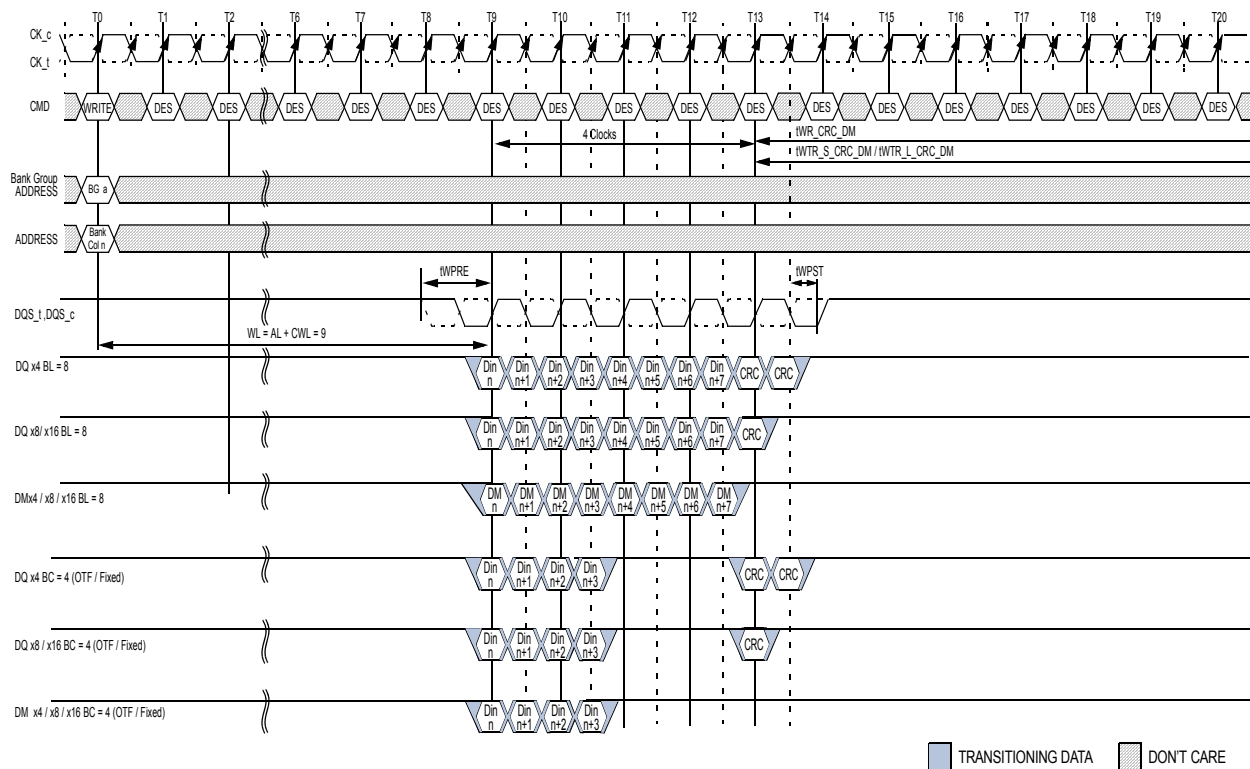 T0 T1 T2 T6 T7 T8 T9 T10 T11 T12 T13 T14 T15 T16 T17 T18 T19 T20
CK_c
CK_t
CMD WRITE DES DES DES DES DES DES DES DES DES DES DES DES DES DES DES DES DES
4 Clocks tWR_CRC_DM
tWTR_S_CRC_DM / tWTR_L_CRC_DM
Bank Group
ADDRESS BG a
ADDRESS Bank
Col n
tWPRE tWPST
DQS_t ,DQS_c
WL = AL + CWL = 9
DQ x4 BL = 8 Din n Din n+1 Din n+2 Din n+3 Din n+4 Din n+5 Din n+6 Din n+7 CRC CRC
DQ x8/ x16 BL = 8 Din n Din n+1 Din n+2 Din n+3 Din n+4 Din n+5 Din n+6 Din n+7 CRC
DMx4 / x8 / x16 BL = 8 DM n DM n+1 DM n+2 DM n+3 DM n+4 DM n+5 DM n+6 DM n+7
DQ x4 BC = 4 (OTF / Fixed) Din n Din n+1 Din n+2 Din n+3 CRC CRC
DQ x8 / x16 BC = 4 (OTF / Fixed) Din n Din n+1 Din n+2 Din n+3 CRC
DM x4 / x8 / x16 BC = 4 (OTF / Fixed) Din n Din n+1 Din n+2 Din n+3
TRANSITIONING DATA DON'T CARE